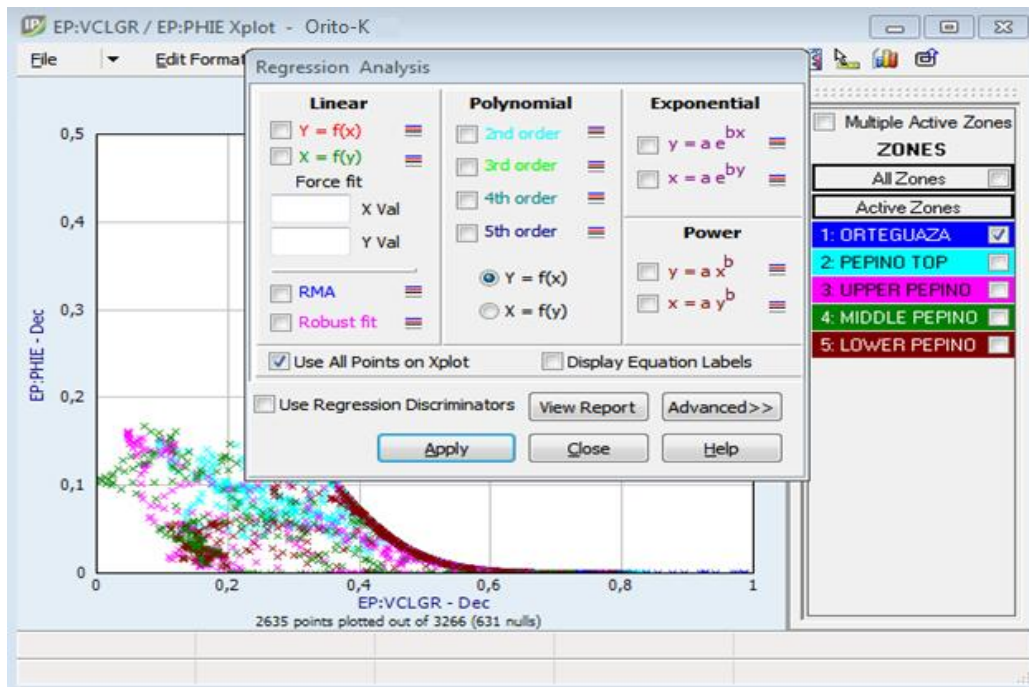 EP:VCLGR / EP:PHIE Xplot - Orito-K
File
Edit Format
Regression Analysis
Linear
Y = f(x)
X = f(y)
Force fit
X Val
Y Val
RMA
Robust fit
Polynomial
2nd order
3rd order
4th order
5th order
Y = f(x)
X = f(y)
Exponential
y = a e^bx
x = a e^by
Power
y = a x^b
x = a y^b
Use All Points on Xplot
Display Equation Labels
Use Regression Discriminators
View Report
Advanced>>
Apply
Close
Help
Multiple Active Zones
ZONES
All Zones
Active Zones
1: ORTEGUAZA
2: PEPINO TOP
3: UPPER PEPINO
4: MIDDLE PEPINO
5: LOWER PEPINO
EP:PHIE - Dec
0,5
0,4
0,3
0,2
0,1
0
0
0,2
0,4
0,6
0,8
1
EP:VCLGR - Dec
2635 points plotted out of 3266 (631 nulls)